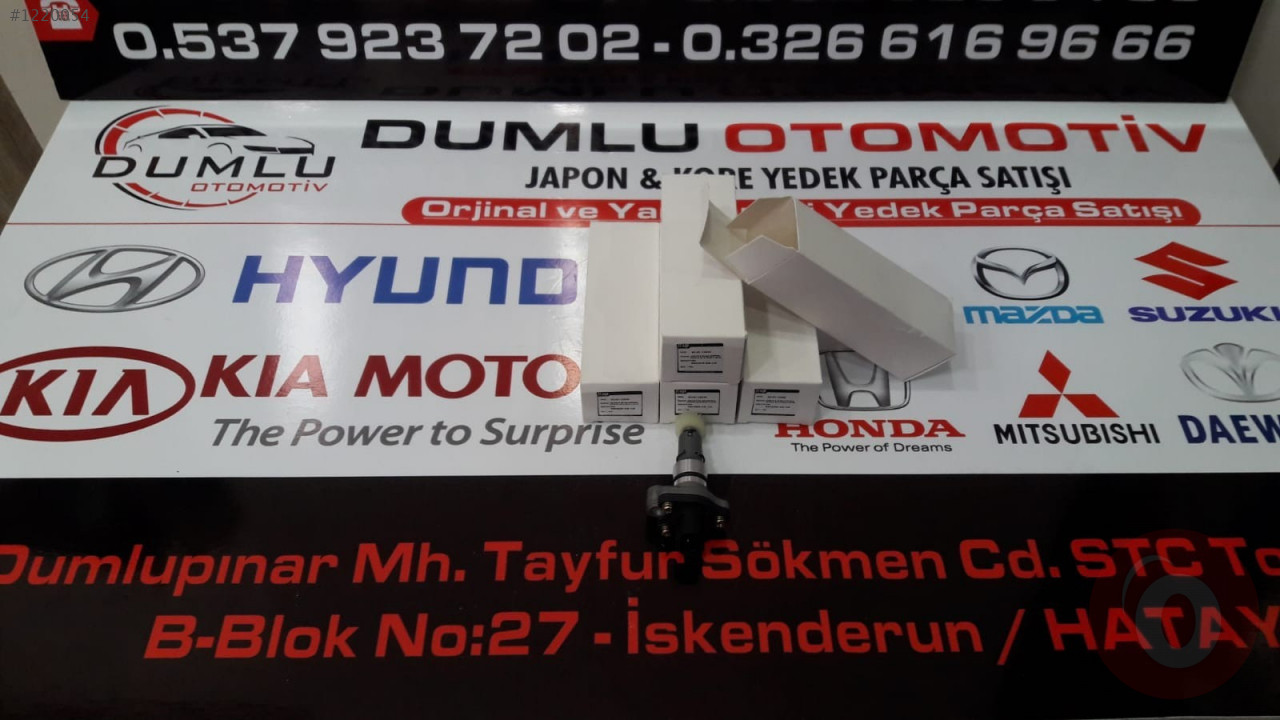 #1220654
0.537 923 72 02 - 0.326 616 96 66
DUMLU
OTOMOTİV
DUMLU OTOMOTİV
JAPON & KORE YEDEK PARÇA SATIŞI
Orjinal ve Ya Yedek Parça Satışı
HYUND
mazda
SUZUKI
KIA
KIA MOTO
The Power to Surprise
HONDA
The Power of Dreams
MITSUBISHI
DAEW
Dumlupınar Mh. Tayfur Sökmen Cd. STC
B-Blok No:27 - İskenderun / HATAY